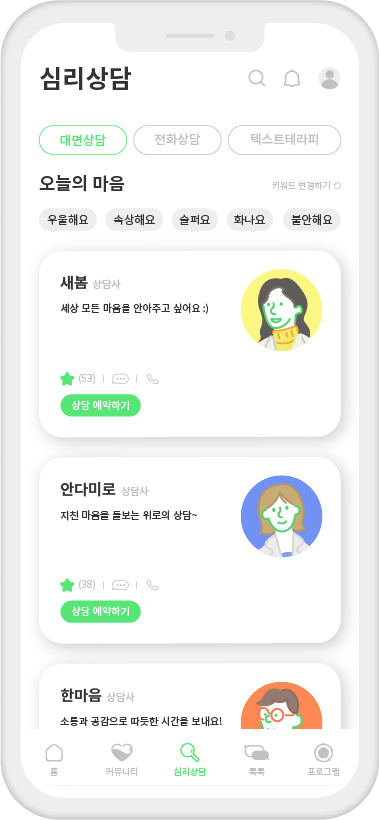 심리상담
대면상담 전화상담 텍스트테라피
오늘의 마음 키워드 변경하기
우울해요 속상해요 슬퍼요 화나요 불안해요
새봄 상담사
세상 모든 마음을 안아주고 싶어요 :)
(53)
상담 예약하기
안다미로 상담사
지친 마음을 돌보는 위로의 상담~
(38)
상담 예약하기
한마음 상담사
소통과 공감으로 따듯한 시간을 보내요!
홈 커뮤니티 심리상담 톡톡 프로그램